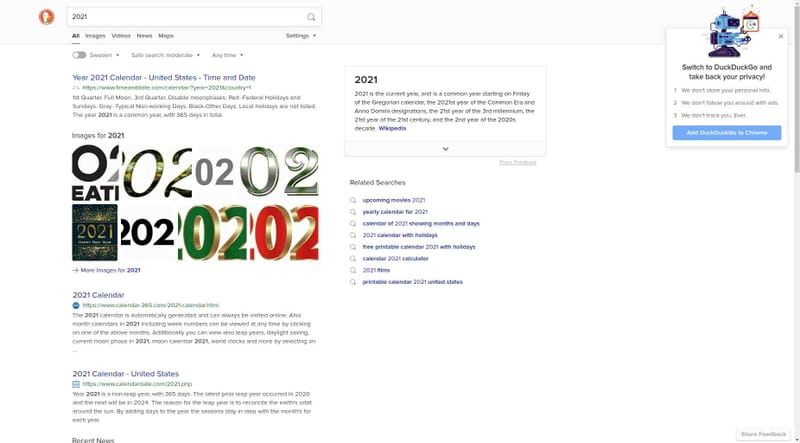 2021
All Images Videos News Maps Settings
Sweden Safe search: moderate Any time
Year 2021 Calendar - United States - Time and Date
https://www.timeanddate.com/calendar/?year=2021&country=1
1st Quarter. Full Moon. 3rd Quarter. Disable moonphases. Red -Federal Holidays and
Sundays. Gray -Typical Non-working Days. Black-Other Days. Local holidays are not listed.
The year 2021 is a common year, with 365 days in total.
Images for 2021
EATI
202
02
202
2021
HAPPY NEW YEAR
202
202
202
More Images for 2021
2021 Calendar
https://www.calendar-365.com/2021-calendar.html
The 2021 calendar is automatically generated and can always be visited online. Also
month calendars in 2021 including week numbers can be viewed at any time by clicking
on one of the above months. Additionally you can view also leap years, daylight saving,
current moon phase in 2021, moon calendar 2021, world clocks and more by selecting an
...
2021 Calendar - United States
https://www.calendardate.com/2021.php
Year 2021 is a non-leap year, with 365 days. The latest prior leap year occurred in 2020
and the next will be in 2024. The reason for the leap year is to reconcile the earth's orbit
around the sun. By adding days to the year the seasons stay in step with the month's for
each year.
Recent News
2021
2021 is the current year, and is a common year starting on Friday
of the Gregorian calendar, the 2021st year of the Common Era and
Anno Domini designations, the 21st year of the 3rd millennium, the
21st year of the 21st century, and the 2nd year of the 2020s
decade. Wikipedia
Share Feedback
Related Searches
upcoming movies 2021
yearly calendar for 2021
calendar of 2021 showing months and days
2021 calendar with holidays
free printable calendar 2021 with holidays
calendar 2021 calculator
2021 films
printable calendar 2021 united states
Switch to DuckDuckGo and
take back your privacy!
1 We don't store your personal info.
2 We don't follow you around with ads.
3 We don't track you. Ever.
Add DuckDuckGo to Chrome
Share Feedback